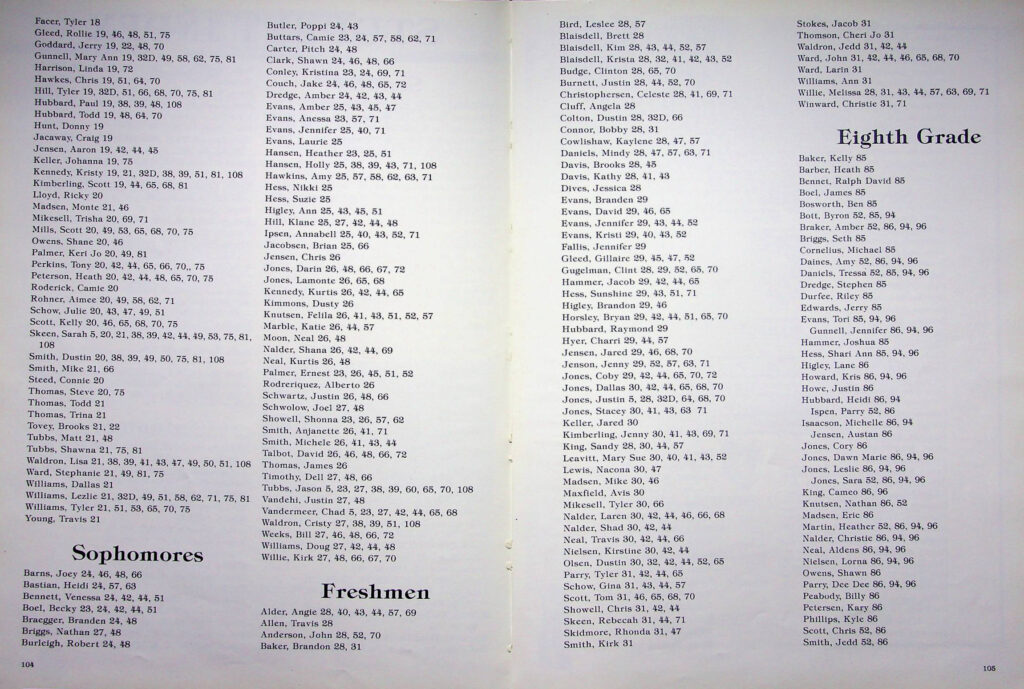 Facer, Tyler 18
Gleed, Rollie 19, 46, 48, 51, 75
Goddard, Jerry 19, 22, 48, 70
Gunnell, Mary Ann 19, 32D, 49, 58, 62, 75, 81
Harrison, Linda 19, 72
Hawkes, Chris 19, 51, 64, 70
Hill, Tyler 19, 32D, 51, 66, 68, 70, 75, 81
Hubbard, Paul 19, 38, 39, 48, 108
Hubbard, Todd 19, 48, 64, 70
Hunt, Donny 19
Jacaway, Craig 19
Jensen, Aaron 19, 42, 44, 45
Keller, Johanna 19, 75
Kennedy, Kristy 19, 21, 32D, 38, 39, 51, 81, 108
Kimberling, Scott 19, 44, 65, 68, 81
Lloyd, Ricky 20
Madsen, Monte 21, 46
Mikesell, Trisha 20, 69, 71
Mills, Scott 20, 49, 53, 65, 68, 70, 75
Owens, Shane 20, 46
Palmer, Keri Jo 20, 49, 81
Perkins, Tony 20, 42, 44, 65, 66, 70,, 75
Peterson, Heath 20, 42, 44, 48, 65, 70, 75
Roderick, Camie 20
Rohner, Aimee 20, 49, 58, 62, 71
Schow, Julie 20, 43, 47, 49, 51
Scott, Kelly 20, 46, 65, 68, 70, 75
Skeen, Sarah 5, 20, 21, 38, 39, 42, 44, 49, 53, 75, 81,
108
Smith, Dustin 20, 38, 39, 49, 50, 75, 81, 108
Smith, Mike 21, 66
Steed, Connie 20
Thomas, Steve 20, 75
Thomas, Todd 21
Thomas, Trina 21
Tovey, Brooks 21, 22
Tubbs, Matt 21, 48
Tubbs, Shawna 21, 75, 81
Waldron, Lisa 21, 38, 39, 41, 43, 47, 49, 50, 51, 108
Ward, Stephanie 21, 49, 81, 75
Williams, Dallas 21
Williams, Lezlie 21, 32D, 49, 51, 58, 62, 71, 75, 81
Williams, Tyler 21, 51, 53, 65, 70, 75
Young, Travis 21
Sophomores
Barns, Joey 24, 46, 48, 66
Bastian, Heidi 24, 57, 63
Bennett, Venessa 24, 42, 44, 51
Boel, Becky 23, 24, 42, 44, 51
Braegger, Branden 24, 48
Briggs, Nathan 27, 48
Burleigh, Robert 24, 48
104
Butler, Poppi 24, 43
Buttars, Camie 23, 24, 57, 58, 62, 71
Carter, Pitch 24, 48
Clark, Shawn 24, 46, 48, 66
Conley, Kristina 23, 24, 69, 71
Couch, Jake 24, 46, 48, 65, 72
Dredge, Amber 24, 42, 43, 44
Evans, Amber 25, 43, 45, 47
Evans, Anessa 23, 57, 71
Evans, Jennifer 25, 40, 71
Evans, Laurie 25
Hansen, Heather 23, 25, 51
Hansen, Holly 25, 38, 39, 43, 71, 108
Hawkins, Amy 25, 57, 58, 62, 63, 71
Hess, Nikki 25
Hess, Suzie 25
Higley, Ann 25, 43, 45, 51
Hill, Klane 25, 27, 42, 44, 48
Ipsen, Annabell 25, 40, 43, 52, 71
Jacobsen, Brian 25, 66
Jensen, Chris 26
Jones, Darin 26, 48, 66, 67, 72
Jones, Lamonte 26, 65, 68
Kennedy, Kurtis 26, 42, 44, 65
Kimmons, Dusty 26
Knutsen, Felila 26, 41, 43, 51, 52, 57
Marble, Katie 26, 44, 57
Moon, Neal 26, 48
Nalder, Shana 26, 42, 44, 69
Neal, Kurtis 26, 48
Palmer, Ernest 23, 26, 45, 51, 52
Rodreriquez, Alberto 26
Schwartz, Justin 26, 48, 66
Schwolow, Joel 27, 48
Showell, Shonna 23, 26, 57, 62
Smith, Anjanette 26, 41, 71
Smith, Michele 26, 41, 43, 44
Talbot, David 26, 46, 48, 66, 72
Thomas, James 26
Timothy, Dell 27, 48, 66
Tubbs, Jason 5, 23, 27, 38, 39, 60, 65, 70, 108
Vandehi, Justin 27, 48
Vandermeer, Chad 5, 23, 27, 42, 44, 65, 68
Waldron, Cristy 27, 38, 39, 51, 108
Weeks, Bill 27, 46, 48, 66, 72
Williams, Doug 27, 42, 44, 48
Willie, Kirk 27, 48, 66, 67, 70
Freshmen
Alder, Angie 28, 40, 43, 44, 57, 69
Allen, Travis 28
Anderson, John 28, 52, 70
Baker, Brandon 28, 31
Bird, Leslee 28, 57
Blaisdell, Brett 28
Blaisdell, Kim 28, 43, 44, 52, 57
Blaisdell, Krista 28, 32, 41, 42, 43, 52
Budge, Clinton 28, 65, 70
Burnett, Justin 28, 44, 52, 70
Christophersen, Celeste 28, 41, 69, 71
Cluff, Angela 28
Colton, Dustin 28, 32D, 66
Connor, Bobby 28, 31
Cowlishaw, Kaylene 28, 47, 57
Daniels, Mindy 28, 47, 57, 63, 71
Davis, Brooks 28, 45
Davis, Kathy 28, 41, 43
Dives, Jessica 28
Evans, Branden 29
Evans, David 29, 46, 65
Evans, Jennifer 29, 43, 44, 52
Evans, Kristi 29, 40, 43, 52
Fallis, Jennifer 29
Gleed, Gillaire 29, 45, 47, 52
Gugelman, Clint 28, 29, 52, 65, 70
Hammer, Jacob 29, 42, 44, 65
Hess, Sunshine 29, 43, 51, 71
Higley, Brandon 29, 46
Horsley, Bryan 29, 42, 44, 51, 65, 70
Hubbard, Raymond 29
Hyer, Charri 29, 44, 57
Jensen, Jared 29, 46, 68, 70
Jenson, Jenny 29, 52, 57, 63, 71
Jones, Coby 29, 42, 44, 65, 70, 72
Jones, Dallas 30, 42, 44, 65, 68, 70
Jones, Justin 5, 28, 32D, 64, 68, 70
Jones, Stacey 30, 41, 43, 63 71
Keller, Jared 30
Kimberling, Jenny 30, 41, 43, 69, 71
King, Sandy 28, 30, 44, 57
Leavitt, Mary Sue 30, 40, 41, 43, 52
Lewis, Nacona 30, 47
Madsen, Mike 30, 46
Maxfield, Avis 30
Mikesell, Tyler 30, 66
Nalder, Laren 30, 42, 44, 46, 66, 68
Nalder, Shad 30, 42, 44
Neal, Travis 30, 42, 44, 66
Nielsen, Kirstine 30, 42, 44
Olsen, Dustin 30, 32, 42, 44, 52, 65
Parry, Tyler 31, 42, 44, 65
Schow, Gina 31, 43, 44, 57
Scott, Tom 31, 46, 65, 68, 70
Showell, Chris 31, 42, 44
Skeen, Rebecah 31, 44, 71
Skidmore, Rhonda 31, 47
Smith, Kirk 31
Stokes, Jacob 31
Thomson, Cheri Jo 31
Waldron, Jedd 31, 42, 44
Ward, John 31, 42, 44, 46, 65, 68, 70
Ward, Larin 31
Williams, Ann 31
Willie, Melissa 28, 31, 43, 44, 57, 63, 69, 71
Winward, Christie 31, 71
Eighth Grade
Baker, Kelly 85
Barber, Heath 85
Bennet, Ralph David 85
Boel, James 85
Bosworth, Ben 85
Bott, Byron 52, 85, 94
Braker, Amber 52, 86, 94, 96
Briggs, Seth 85
Cornelius, Michael 85
Daines, Amy 52, 86, 94, 96
Daniels, Tressa 52, 85, 94, 96
Dredge, Stephen 85
Durfee, Riley 85
Edwards, Jerry 85
Evans, Tori 85, 94, 96
Gunnell, Jennifer 86, 94, 96
Hammer, Joshua 85
Hess, Shari Ann 85, 94, 96
Higley, Lane 86
Howard, Kris 86, 94, 96
Howe, Justin 86
Hubbard, Heidi 86, 94
Ispen, Parry 52, 86
Isaacson, Michelle 86, 94
Jensen, Austan 86
Jones, Cory 86
Jones, Dawn Marie 86, 94, 96
Jones, Leslie 86, 94, 96
Jones, Sara 52, 86, 94, 96
King, Cameo 86, 96
Knutsen, Nathan 86, 52
Madsen, Eric 86
Martin, Heather 52, 86, 94, 96
Nalder, Christie 86, 94, 96
Neal, Aldens 86, 94, 96
Nielsen, Lorna 86, 94, 96
Owens, Shawn 86
Parry, Dee Dee 86, 94, 96
Peabody, Billy 86
Petersen, Kary 86
Phillips, Kyle 86
Scott, Chris 52, 86
Smith, Jedd 52, 86
105